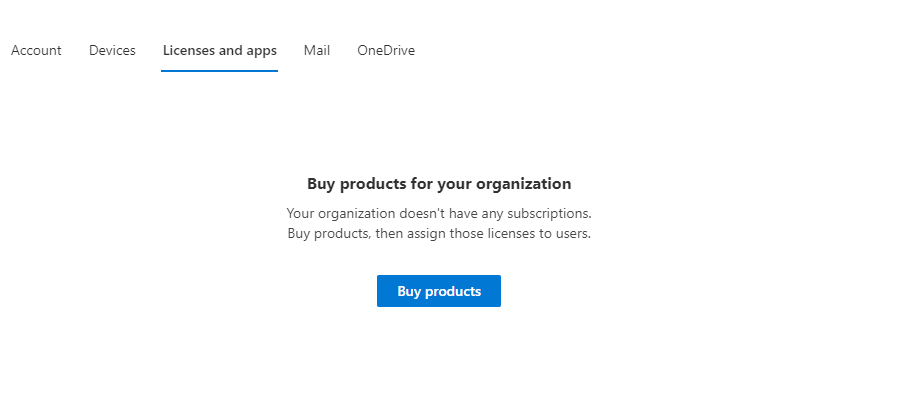 Account Devices Licenses and apps Mail OneDrive
Buy products for your organization
Your organization doesn't have any subscriptions.
Buy products, then assign those licenses to users.
Buy products